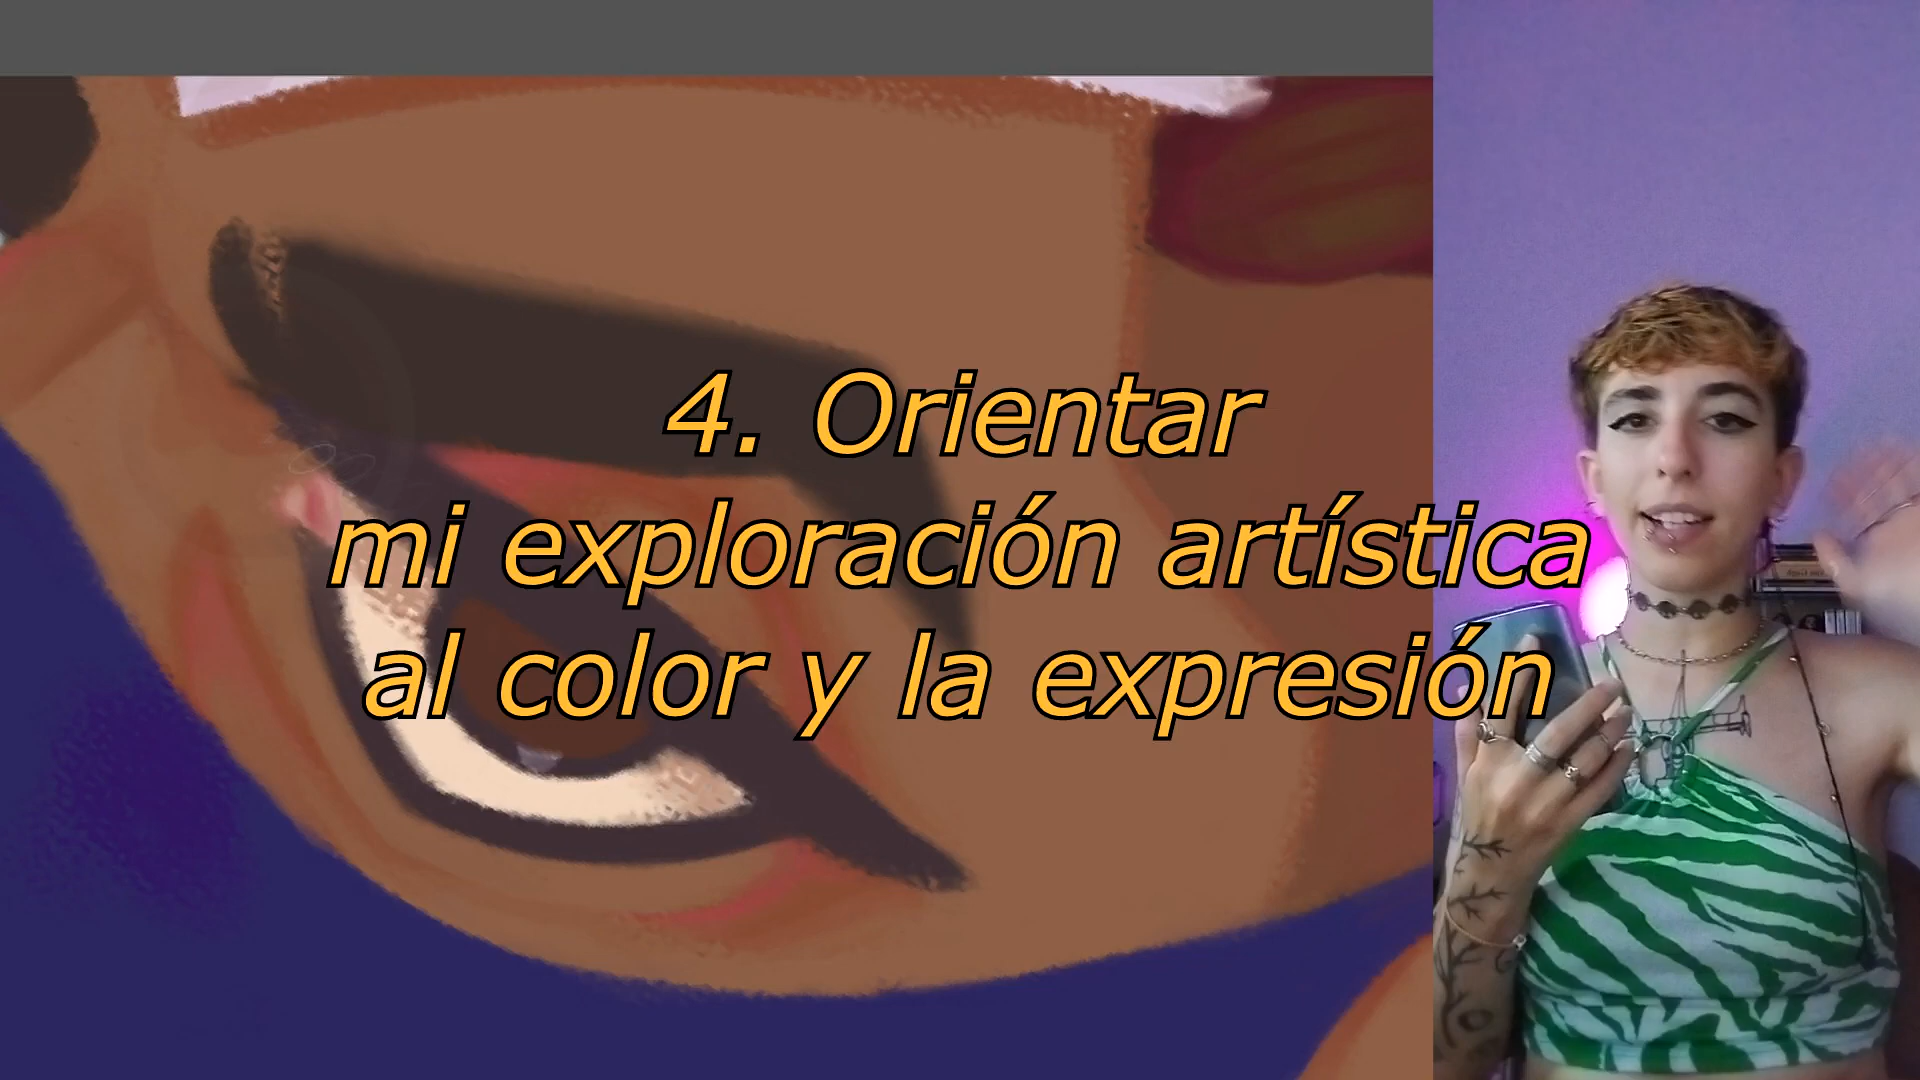 4. Orientar
mi exploración artística
al color y la expresión